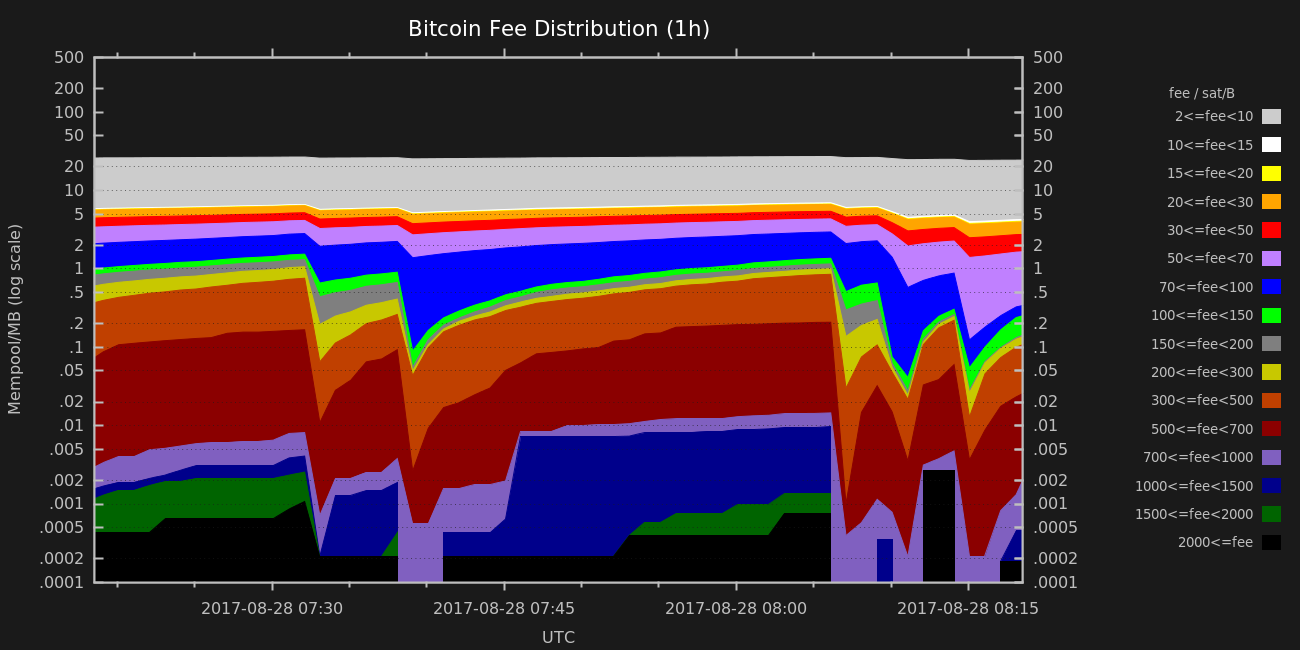 Bitcoin Fee Distribution (1h)
Mempool/MB (log scale)
500
200
100
50
20
10
5
2
1
.5
.2
.1
.05
.02
.01
.005
.002
.001
.0005
.0002
.0001
500
200
100
50
20
10
5
2
1
.5
.2
.1
.05
.02
.01
.005
.002
.001
.0005
.0002
.0001
2017-08-28 07:30
2017-08-28 07:45
2017-08-28 08:00
2017-08-28 08:15
UTC
fee / sat/B
2<=fee<10
10<=fee<15
15<=fee<20
20<=fee<30
30<=fee<50
50<=fee<70
70<=fee<100
100<=fee<150
150<=fee<200
200<=fee<300
300<=fee<500
500<=fee<700
700<=fee<1000
1000<=fee<1500
1500<=fee<2000
2000<=fee